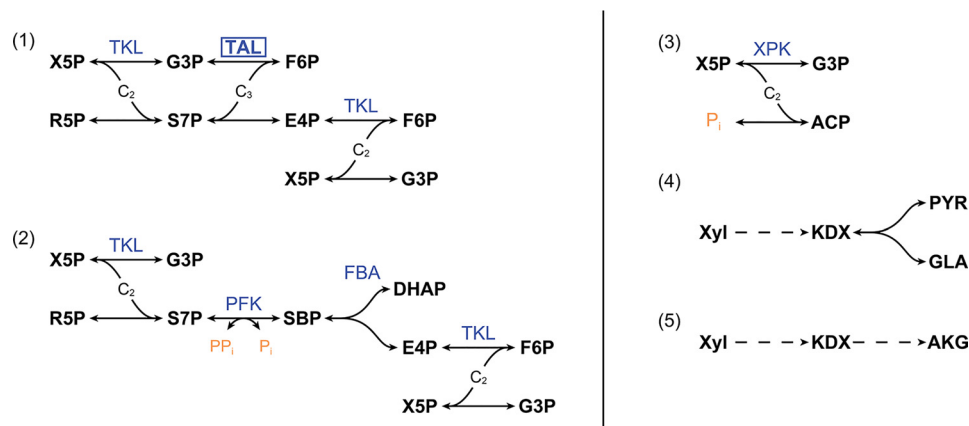 (1)
TKL TAL
X5P G3P F6P
C2 C3
R5P S7P E4P TKL F6P
C2
X5P G3P
(2)
TKL
X5P G3P
C2
FBA
DHAP
R5P S7P PFK SBP
PPi Pi
E4P TKL F6P
C2
X5P G3P
(3)
XPK
X5P G3P
C2
Pi ACP
(4)
PYR
Xyl KDX
GLA
(5)
Xyl KDX AKG